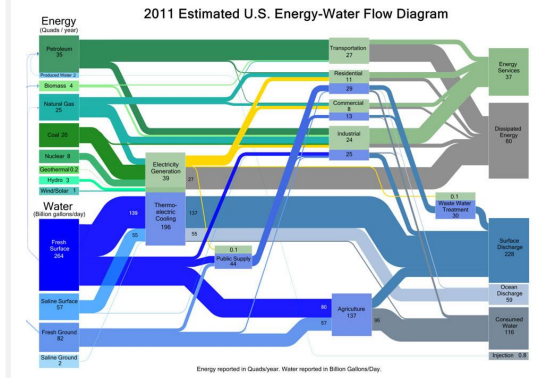 2011 Estimated U.S. Energy-Water Flow Diagram
Energy
(Quads / year)
Petroleum
35
Produced Water 2
Biomass 4
Natural Gas
25
Coal 20
Nuclear 8
Geothermal 0.2
Hydro 3
Wind/Solar 1
Water
(Billion gallons/day)
Fresh
Surface
264
Saline Surface
57
Fresh Ground
82
Saline Ground
2
Electricity
Generation
39
27
Thermo-
electric
Cooling
196
139
55
137
55
0.1
Public Supply
44
Transportation
27
Residential
11
29
Commercial
8
13
Industrial
24
25
80
57
Agriculture
137
96
0.1
Waste Water
Treatment
30
Energy
Services
37
Dissipated
Energy
60
Surface
Discharge
228
Ocean
Discharge
59
Consumed
Water
116
Injection 0.8
Energy reported in Quads/year. Water reported in Billion Gallons/Day.